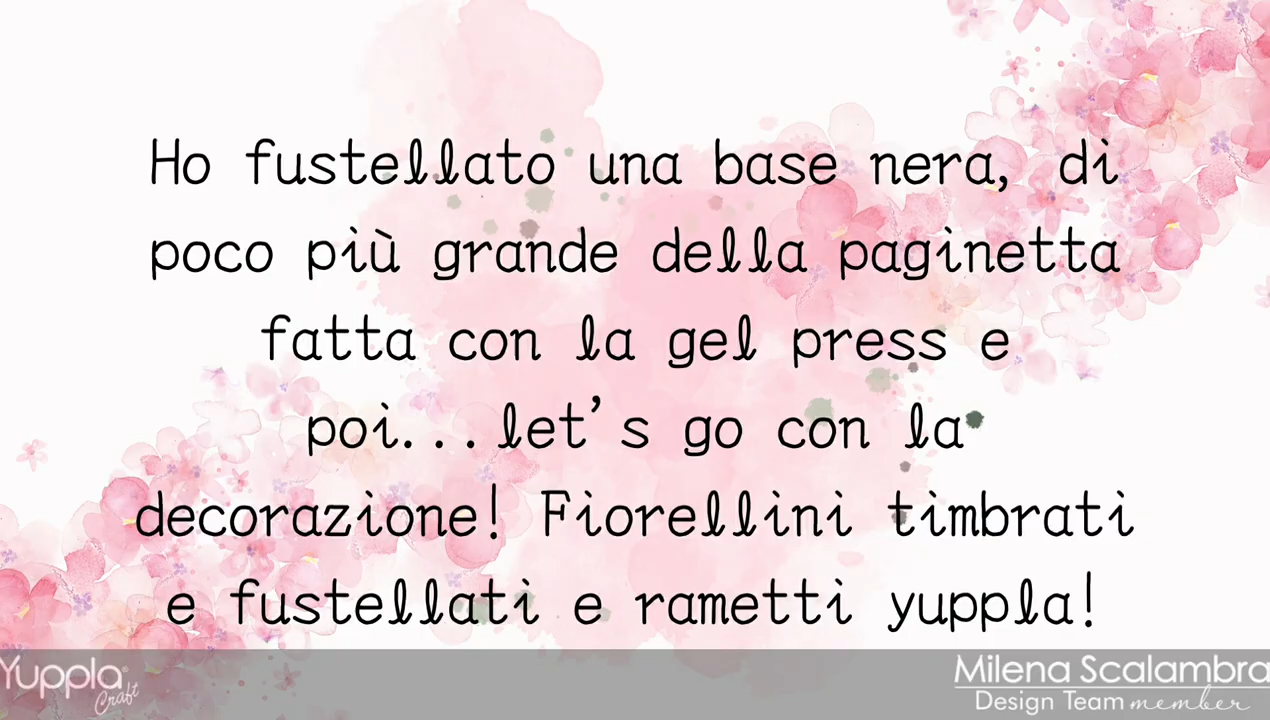 Ho fustellato una base nera, di
poco più grande della paginetta
fatta con la gel press e
poi...let's go con la
decorazione! Fiorellini timbrati
e fustellati e rametti yuppla!
Yuppla®
Craft
Milena Scalambra
Design Team member